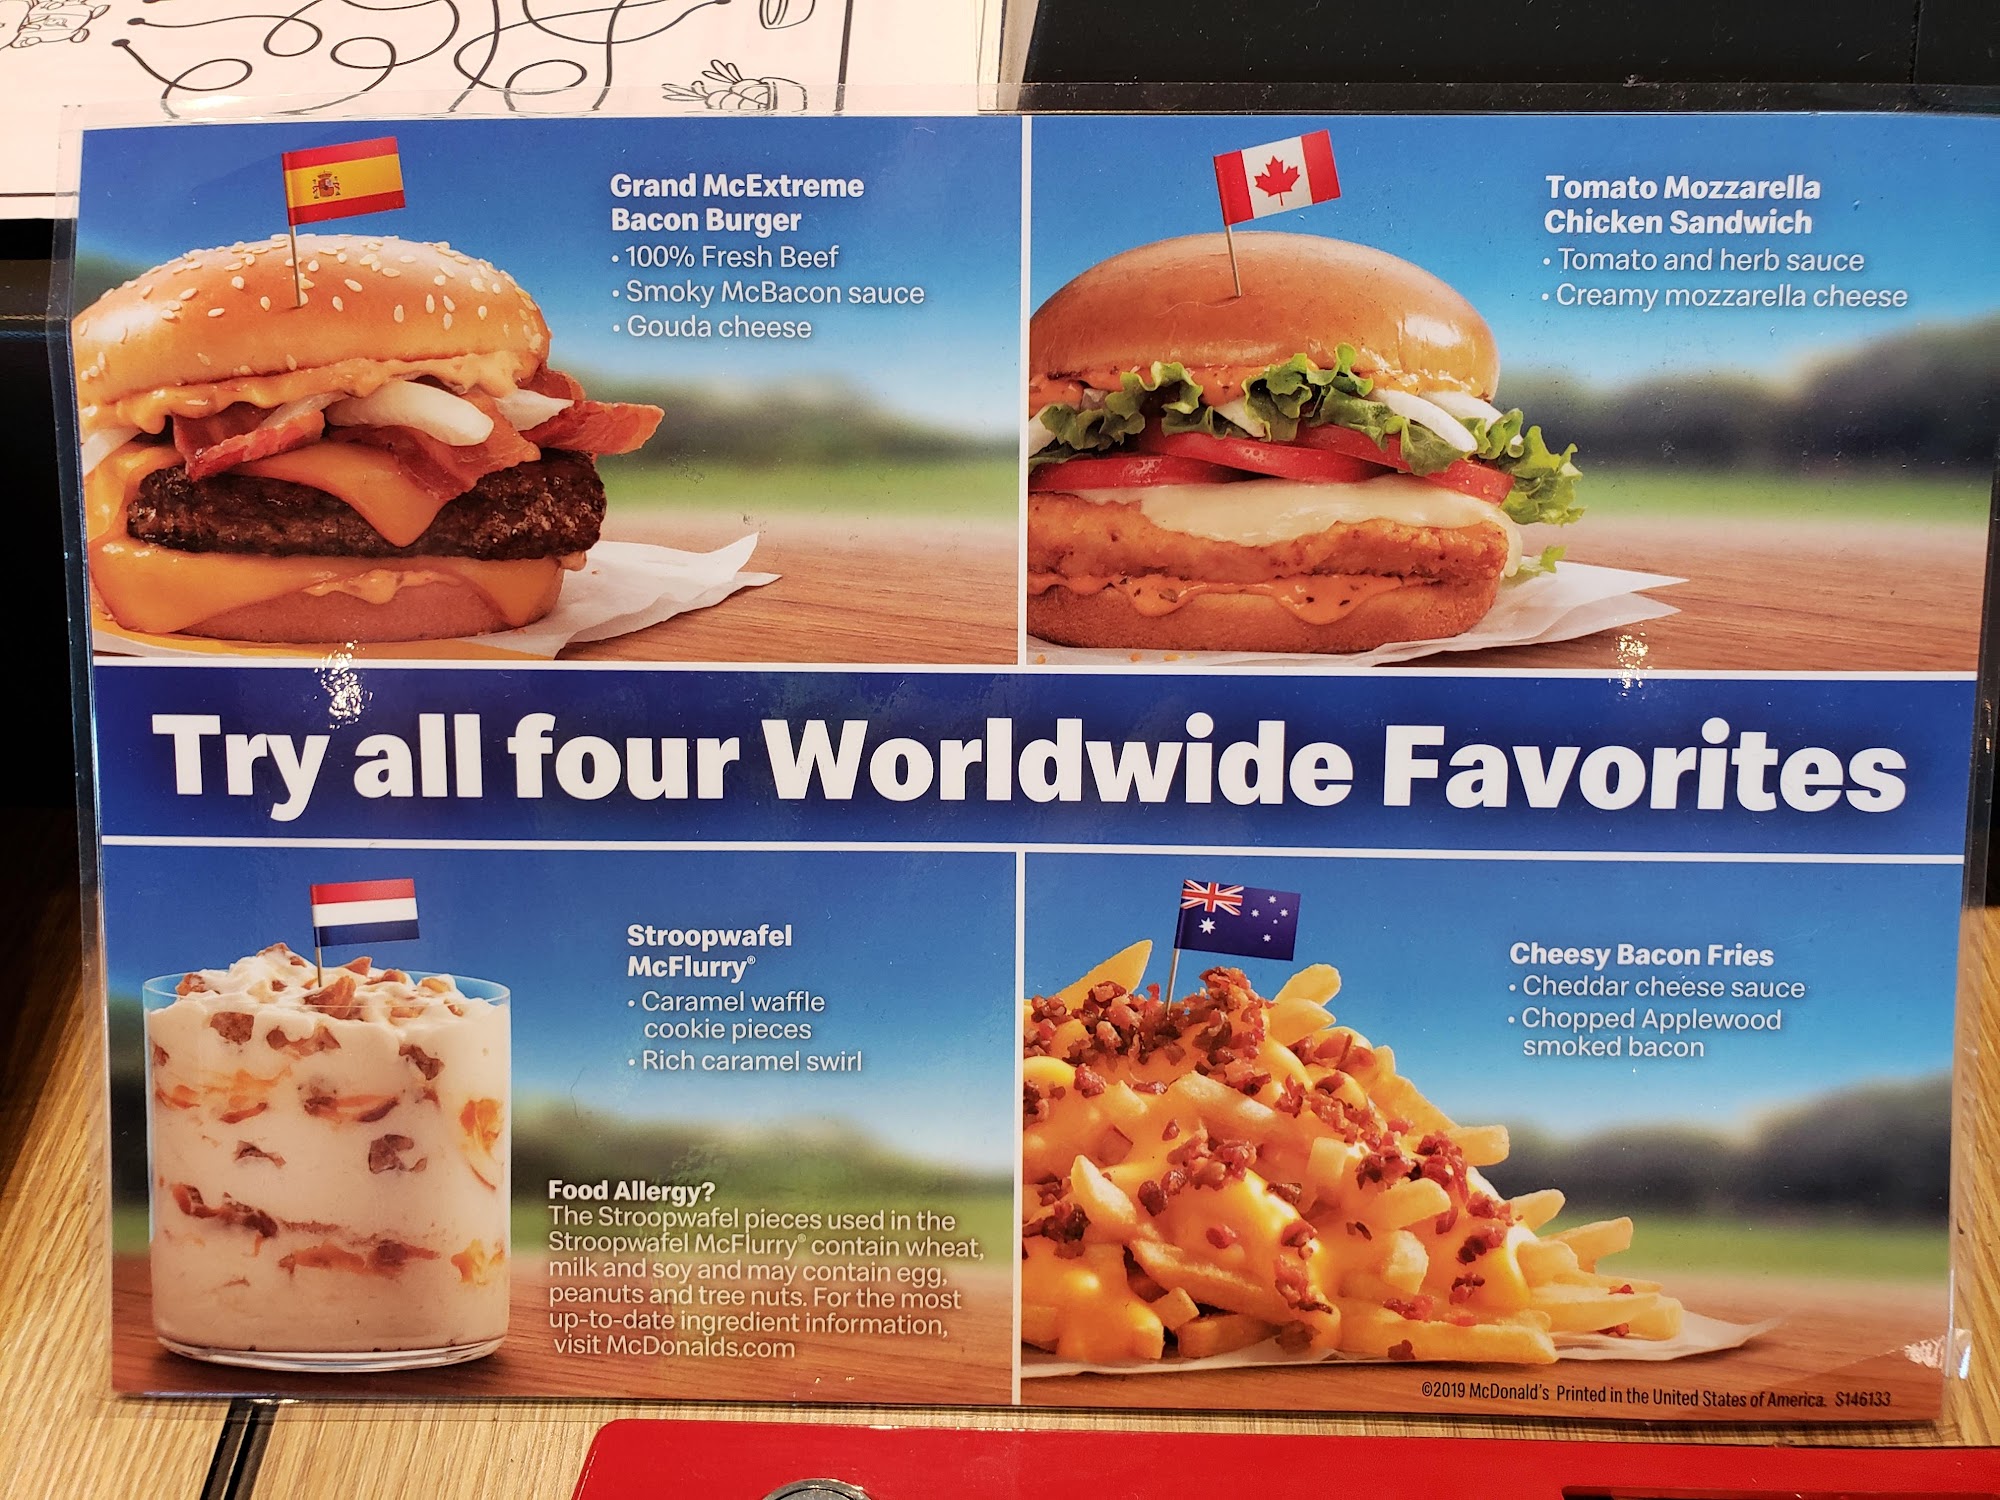 Grand McExtreme
Bacon Burger
• 100% Fresh Beef
• Smoky McBacon sauce
• Gouda cheese
Tomato Mozzarella
Chicken Sandwich
• Tomato and herb sauce
• Creamy mozzarella cheese
Try all four Worldwide Favorites
Stroopwafel
McFlurry®
• Caramel waffle
cookie pieces
• Rich caramel swirl
Food Allergy?
The Stroopwafel pieces used in the
Stroopwafel McFlurry® contain wheat,
milk and soy and may contain egg,
peanuts and tree nuts. For the most
up-to-date ingredient information,
visit McDonalds.com
Cheesy Bacon Fries
• Cheddar cheese sauce
• Chopped Applewood
smoked bacon
©2019 McDonald's Printed in the United States of America. S146133